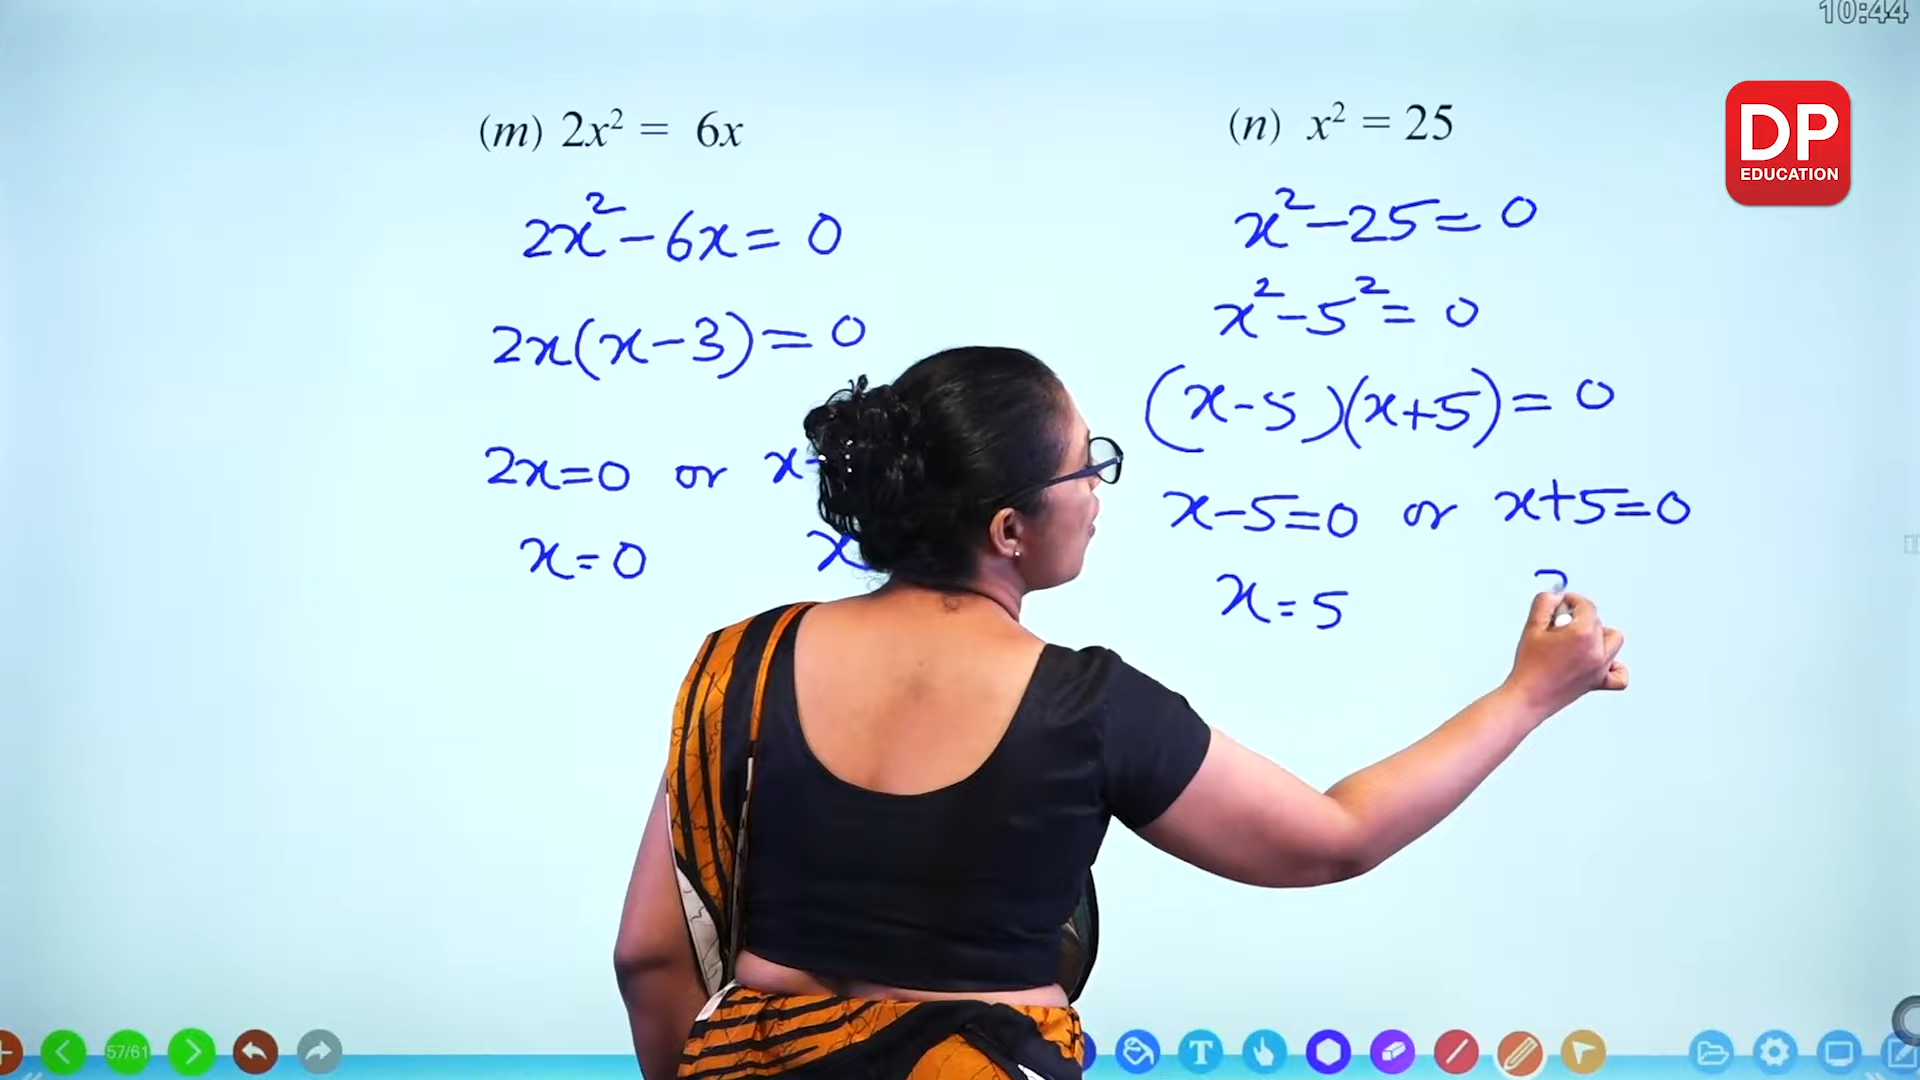 10:44
DP
EDUCATION
(m) 2x² = 6x
2x² - 6x = 0
2x(x-3) = 0
2x=0 or x-
x=0 x
(n) x² = 25
x² - 25 = 0
x² - 5² = 0
(x-5)(x+5) = 0
x-5=0 or x+5=0
x=5
57/61
T